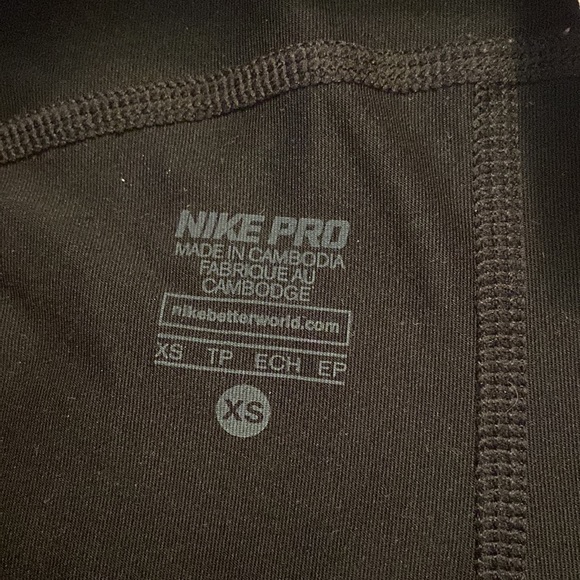 NIKE PRO
MADE IN CAMBODIA
FABRIQUE AU
CAMBODGE
nikebetterworld.com
XS TP ECH EP
XS